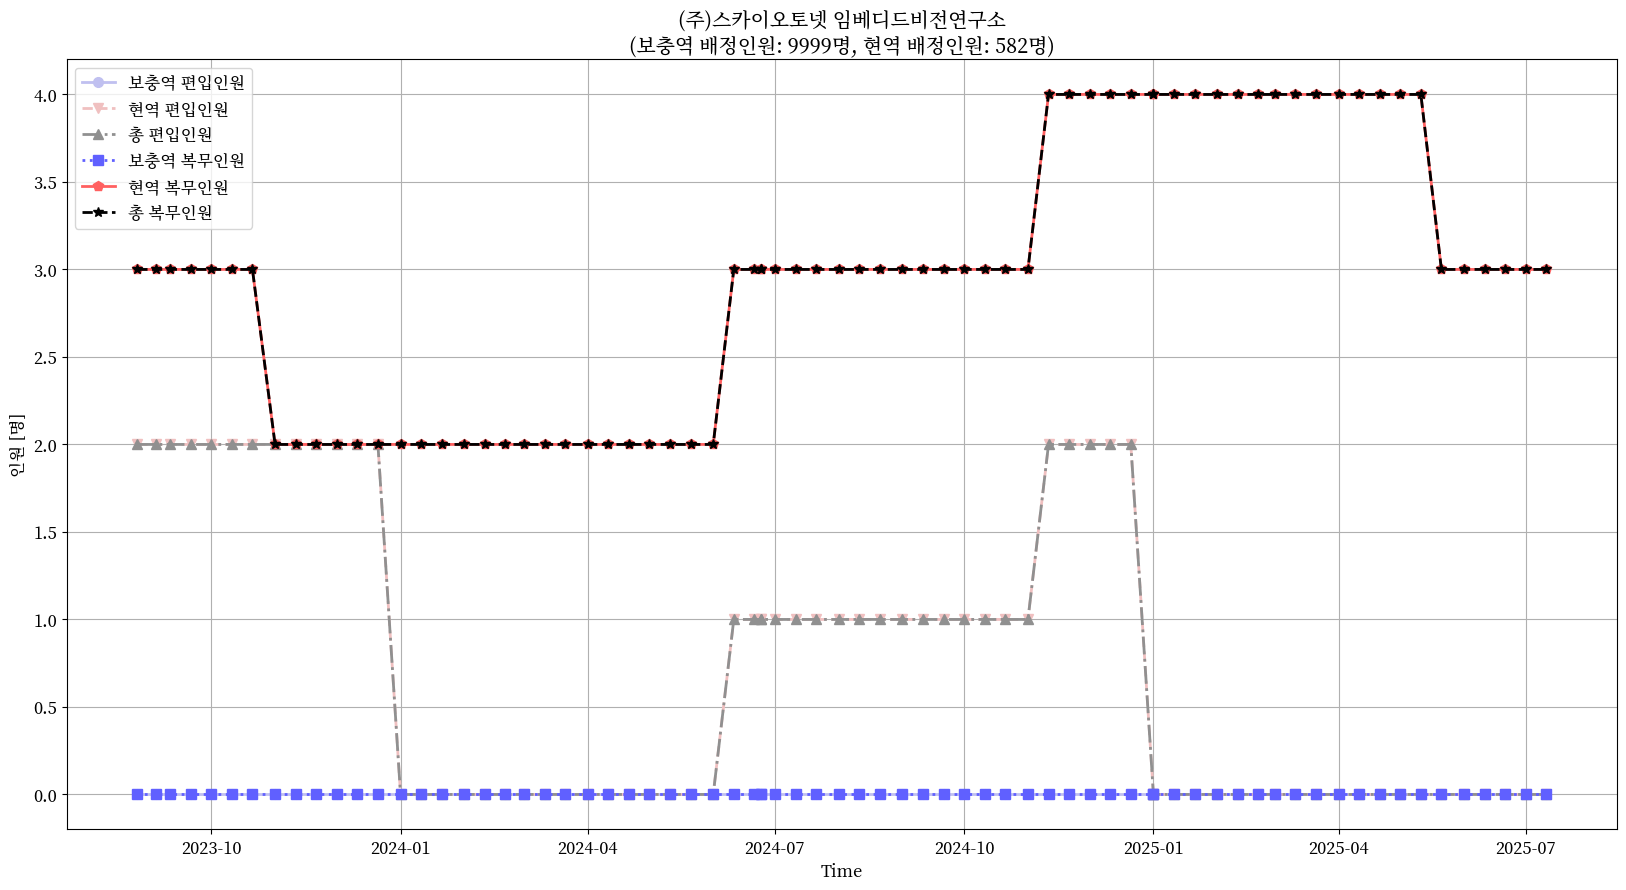 (주)스카이오토넷 임베디드비전연구소
(보충역 배정인원: 9999명, 현역 배정인원: 582명)
보충역 편입인원
현역 편입인원
총 편입인원
보충역 복무인원
현역 복무인원
총 복무인원
인원 [명]
4.0
3.5
3.0
2.5
2.0
1.5
1.0
0.5
0.0
2023-10
2024-01
2024-04
2024-07
2024-10
2025-01
2025-04
2025-07
Time